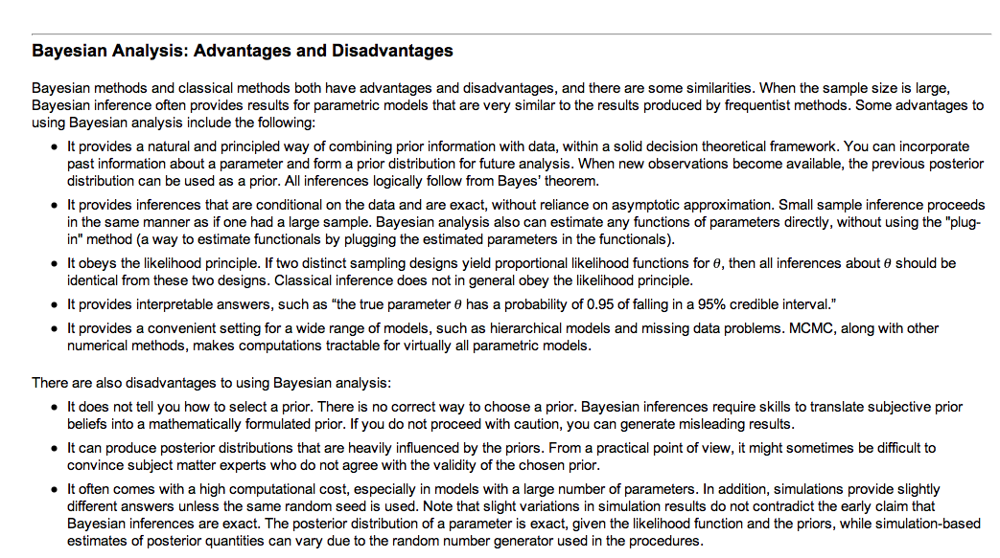 Bayesian Analysis: Advantages and Disadvantages
Bayesian methods and classical methods both have advantages and disadvantages, and there are some similarities. When the sample size is large,
Bayesian inference often provides results for parametric models that are very similar to the results produced by frequentist methods. Some advantages to
using Bayesian analysis include the following:
• It provides a natural and principled way of combining prior information with data, within a solid decision theoretical framework. You can incorporate
past information about a parameter and form a prior distribution for future analysis. When new observations become available, the previous posterior
distribution can be used as a prior. All inferences logically follow from Bayes’ theorem.
• It provides inferences that are conditional on the data and are exact, without reliance on asymptotic approximation. Small sample inference proceeds
in the same manner as if one had a large sample. Bayesian analysis also can estimate any functions of parameters directly, without using the "plug-
in" method (a way to estimate functionals by plugging the estimated parameters in the functionals).
• It obeys the likelihood principle. If two distinct sampling designs yield proportional likelihood functions for θ, then all inferences about θ should be
identical from these two designs. Classical inference does not in general obey the likelihood principle.
• It provides interpretable answers, such as “the true parameter θ has a probability of 0.95 of falling in a 95% credible interval.”
• It provides a convenient setting for a wide range of models, such as hierarchical models and missing data problems. MCMC, along with other
numerical methods, makes computations tractable for virtually all parametric models.
There are also disadvantages to using Bayesian analysis:
• It does not tell you how to select a prior. There is no correct way to choose a prior. Bayesian inferences require skills to translate subjective prior
beliefs into a mathematically formulated prior. If you do not proceed with caution, you can generate misleading results.
• It can produce posterior distributions that are heavily influenced by the priors. From a practical point of view, it might sometimes be difficult to
convince subject matter experts who do not agree with the validity of the chosen prior.
• It often comes with a high computational cost, especially in models with a large number of parameters. In addition, simulations provide slightly
different answers unless the same random seed is used. Note that slight variations in simulation results do not contradict the early claim that
Bayesian inferences are exact. The posterior distribution of a parameter is exact, given the likelihood function and the priors, while simulation-based
estimates of posterior quantities can vary due to the random number generator used in the procedures.